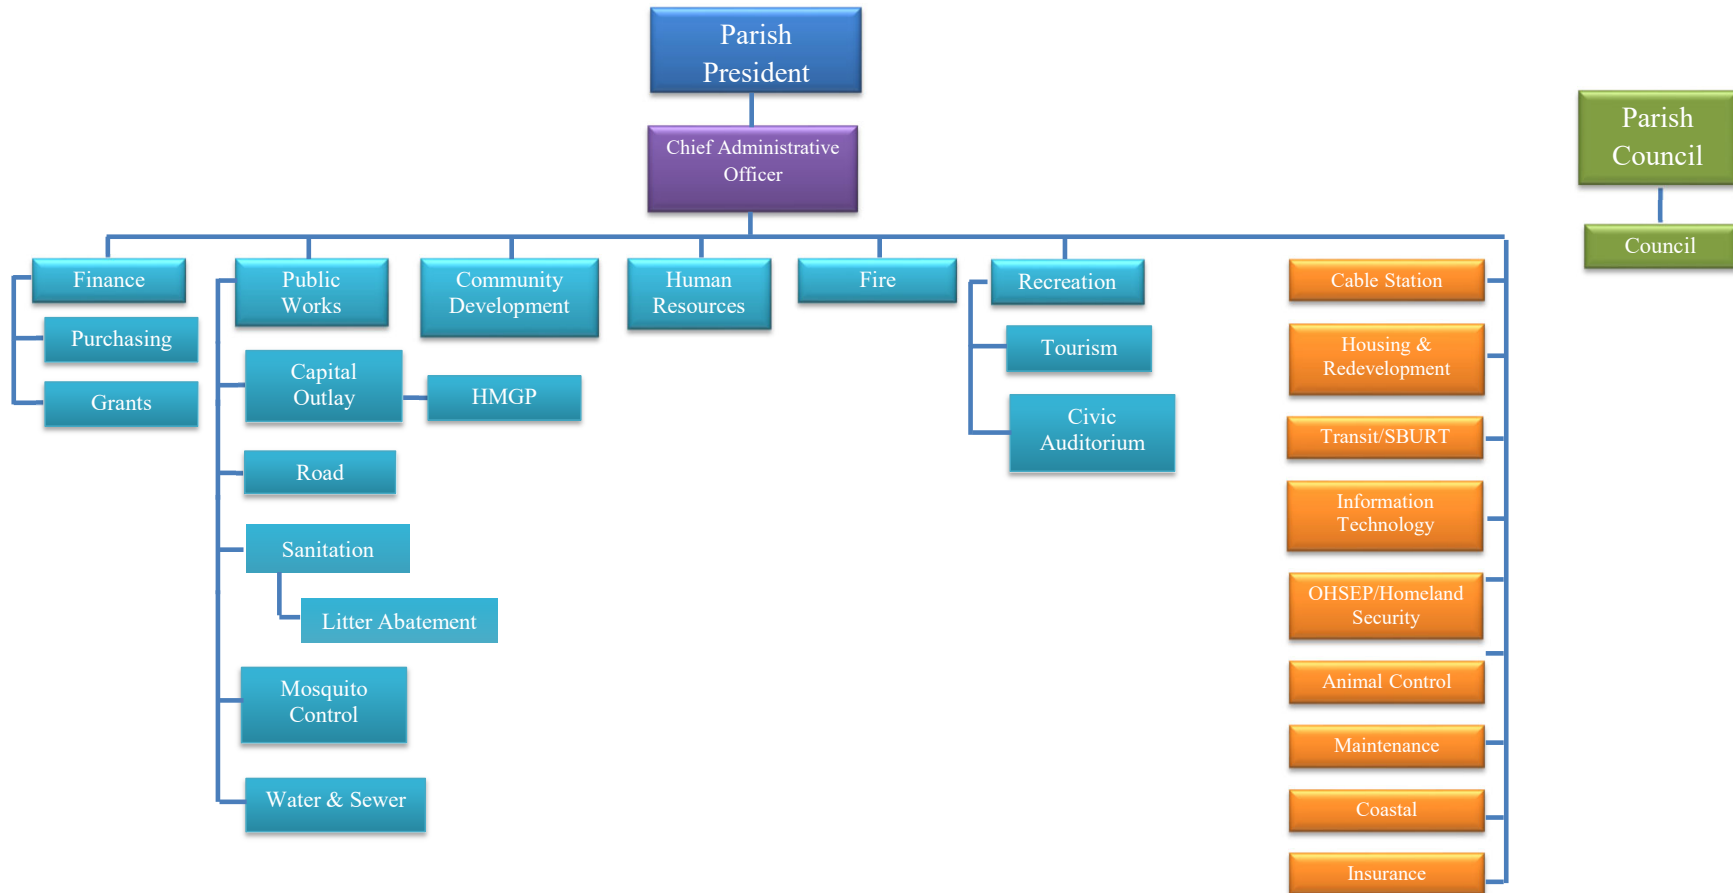 Parish
President
Chief Administrative
Officer
Parish
Council
Council
Finance
Purchasing
Grants
Public
Works
Capital
Outlay
HMGP
Road
Sanitation
Litter Abatement
Mosquito
Control
Water & Sewer
Community
Development
Human
Resources
Fire
Recreation
Tourism
Civic
Auditorium
Cable Station
Housing &
Redevelopment
Transit/SBURT
Information
Technology
OHSEP/Homeland
Security
Animal Control
Maintenance
Coastal
Insurance